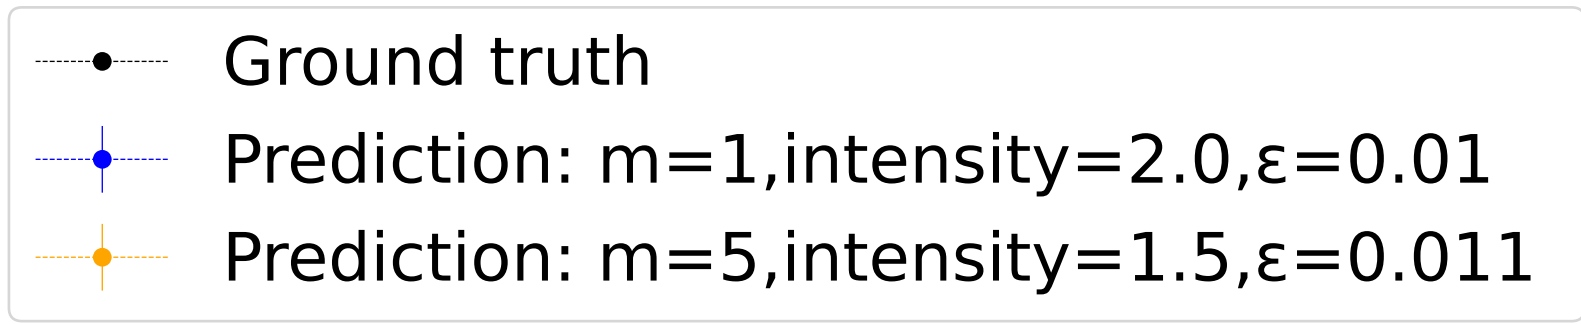 Ground truth
Prediction: m=1,intensity=2.0,ε=0.01
Prediction: m=5,intensity=1.5,ε=0.011